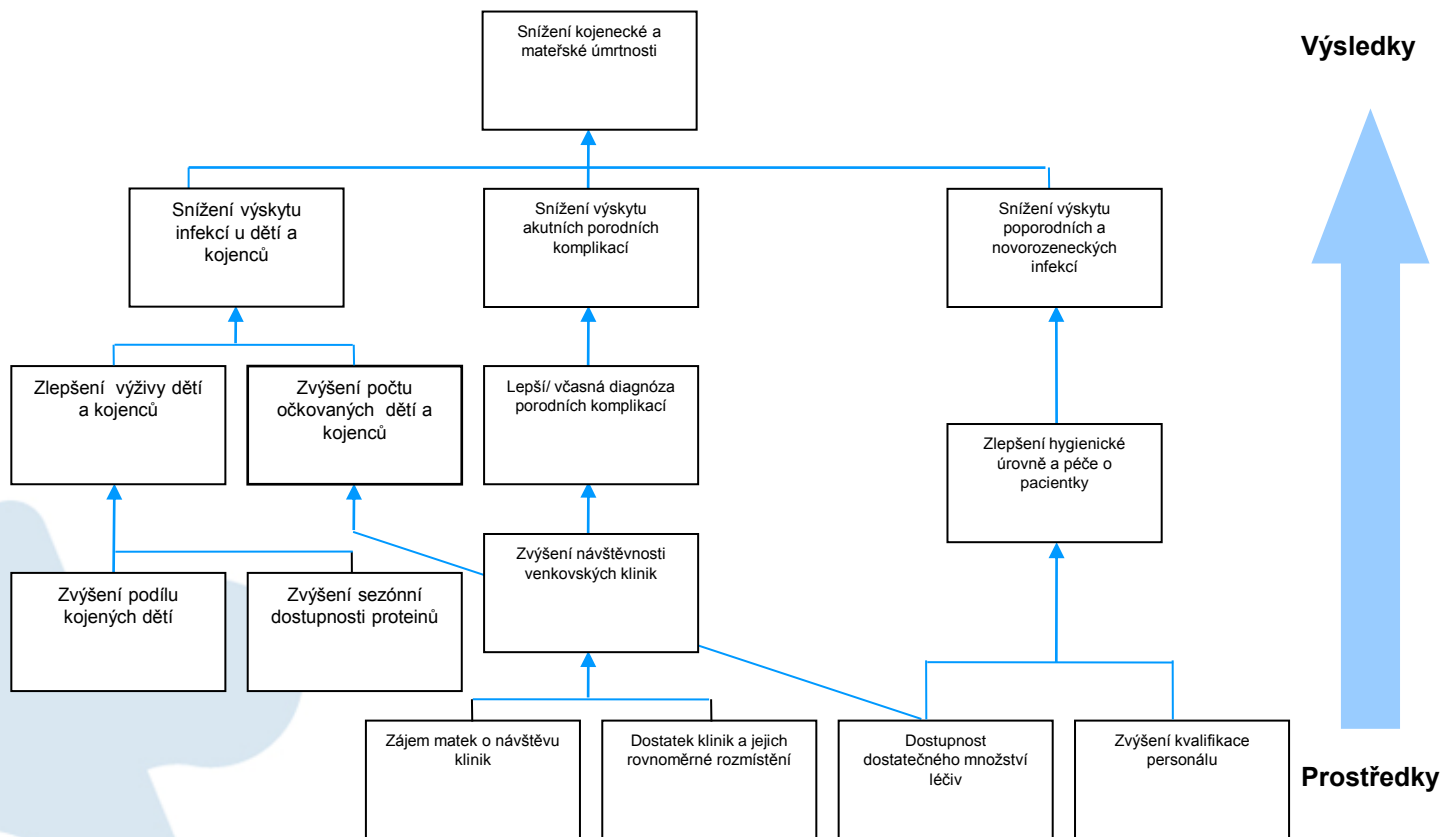 Snížení kojenecké a
mateřské úmrtnosti
Výsledky
Snížení výskytu
infekcí u dětí a
kojenců
Snížení výskytu
akutních porodních
komplikací
Snížení výskytu
poporodních a
novorozeneckých
infekcí
Zlepšení výživy dětí
a kojenců
Zvýšení počtu
očkovaných dětí a
kojenců
Lepší/ včasná diagnóza
porodních komplikací
Zlepšení hygienické
úrovně a péče o
pacientky
Zvýšení podílu
kojených dětí
Zvýšení sezónní
dostupnosti proteinů
Zvýšení návštěvnosti
venkovských klinik
Zájem matek o návštěvu
klinik
Dostatek klinik a jejich
rovnoměrné rozmístění
Dostupnost
dostatečného množství
léčiv
Zvýšení kvalifikace
personálu
Prostředky